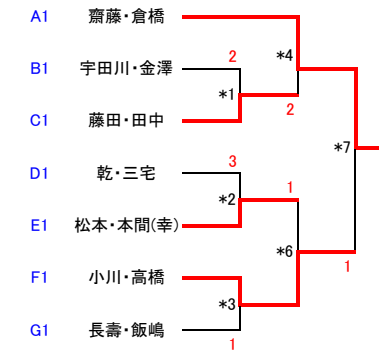 A1 齋藤・倉橋
*4
B1 宇田川・金澤 2
*1
C1 藤田・田中 2
*7
D1 乾・三宅 3
*2 1
E1 松本・本間(幸)
*6
F1 小川・高橋 1
*3
G1 長壽・飯嶋 1